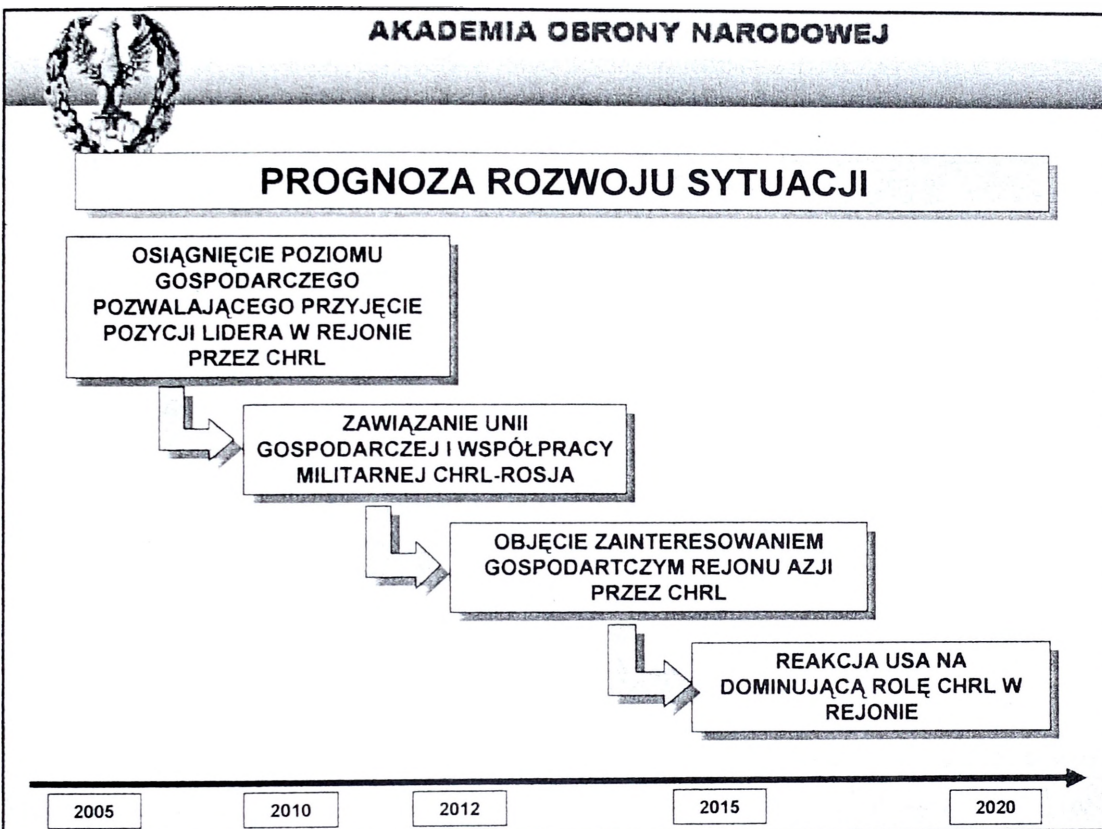 AKADEMIA OBRONY NARODOWEJ
PROGNOZA ROZWOJU SYTUACJI
OSIĄGNIĘCIE POZIOMU
GOSPODARCZEGO
POZWALAJĄCEGO PRZYJĘCIE
POZYCJI LIDERA W REJONIE
PRZEZ CHRL
ZAWIĄZANIE UNII
GOSPODARCZEJ I WSPÓŁPRACY
MILITARNEJ CHRL-ROSJA
OBJĘCIE ZAINTERESOWANIEM
GOSPODARTCZYM REJONU AZJI
PRZEZ CHRL
REAKCJA USA NA
DOMINUJĄCĄ ROLĘ CHRL W
REJONIE
2005
2010
2012
2015
2020